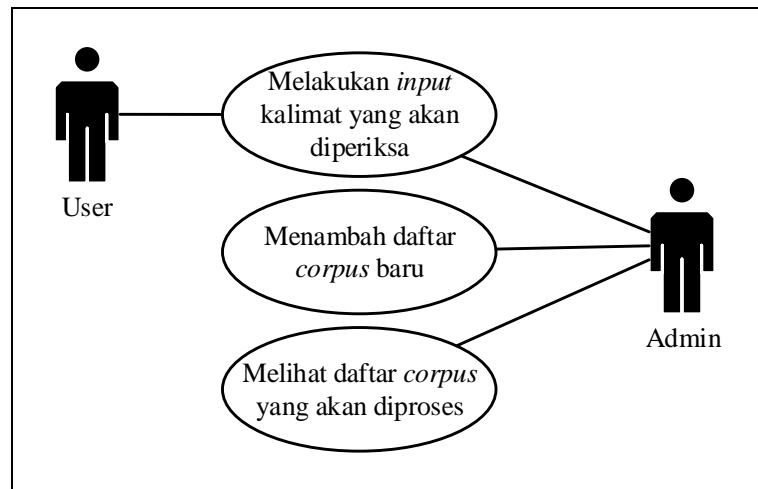 Melakukan input
kalimat yang akan
diperiksa
User
Menambah daftar
corpus baru
Admin
Melihat daftar corpus
yang akan diproses